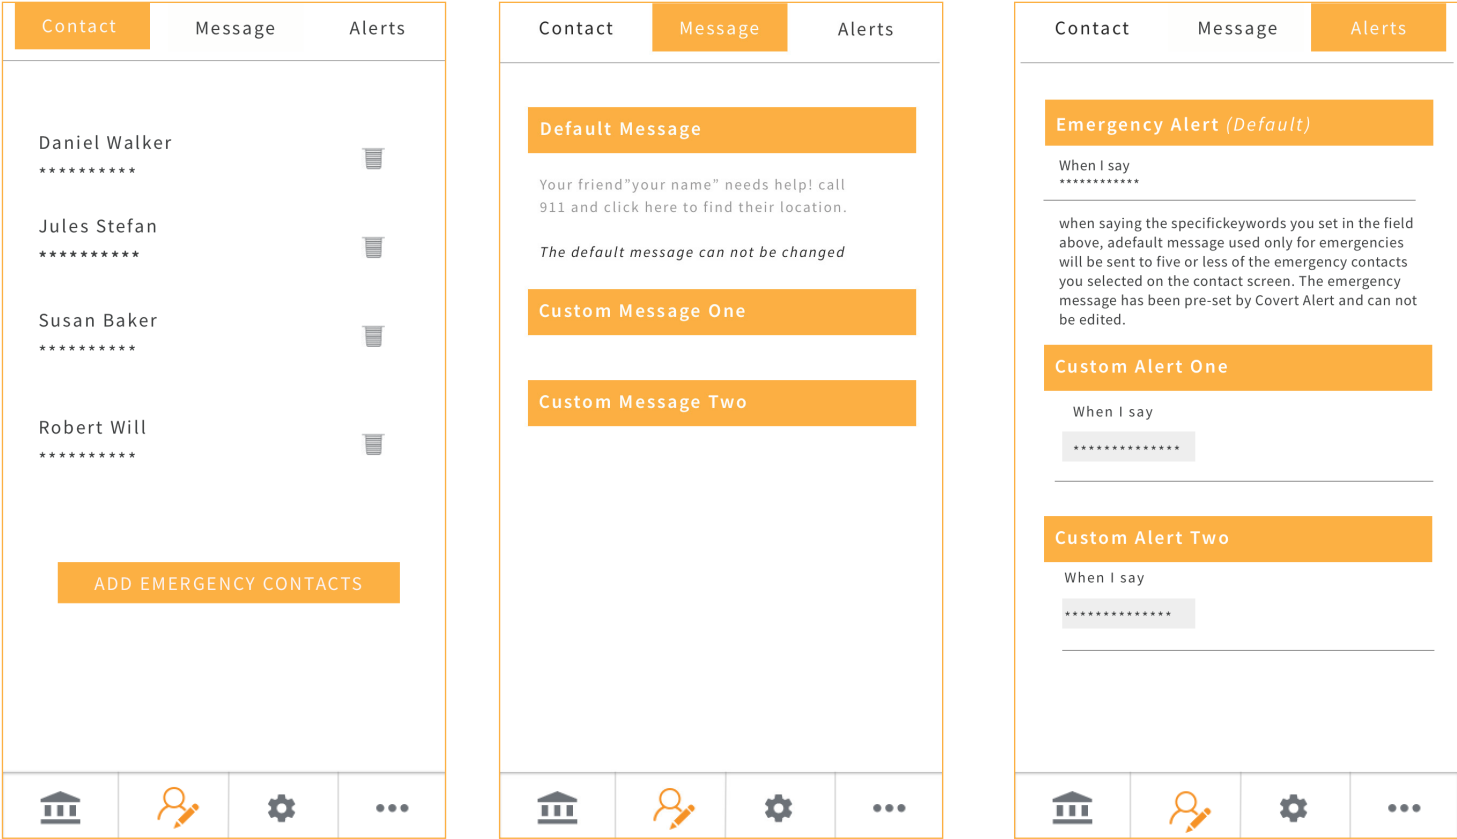 Contact Message Alerts
Daniel Walker
**********
Jules Stefan
**********
Susan Baker
**********
Robert Will
**********
ADD EMERGENCY CONTACTS
Contact Message Alerts
Default Message
Your friend”your name” needs help! call
911 and click here to find their location.
The default message can not be changed
Custom Message One
Custom Message Two
Contact Message Alerts
Emergency Alert (Default)
When I say
************
when saying the specifickeywords you set in the field
above, adefault message used only for emergencies
will be sent to five or less of the emergency contacts
you selected on the contact screen. The emergency
message has been pre-set by Covert Alert and can not
be edited.
Custom Alert One
When I say
**************
Custom Alert Two
When I say
**************